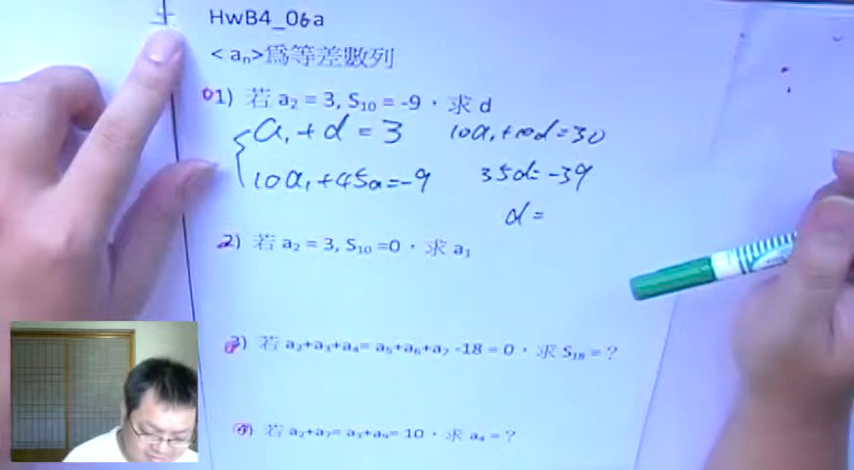 HwB4_06a
<aₙ>爲等差數列
01) 若 a₂ = 3, S₁₀ = -9，求 d
a₁ + d = 3   10a₁+10d=30
10a₁+45d=-9   35d=-39
d =
2) 若 a₂ = 3, S₁₀ =0，求 a₁
3) 若 a₂+a₃+a₄= a₅+a₆+a₇ -18 = 0，求 S₁₈ = ?
4) 若 a₂+a₇= a₃+a₉= 10，求 a₄ = ?